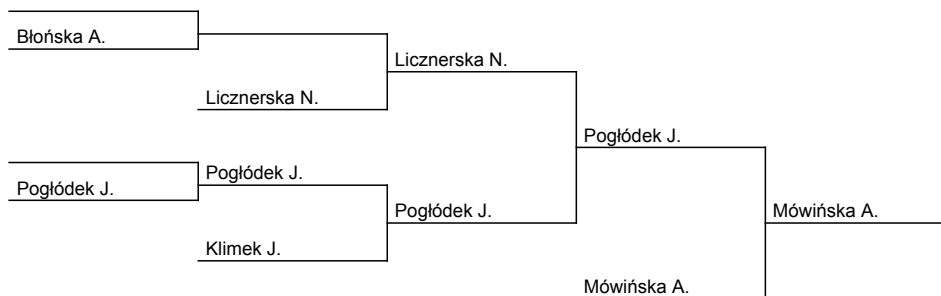 Błońska A.
Licznerska N.
Licznerska N.
Pogłódek J.
Pogłódek J.
Pogłódek J.
Pogłódek J.
Mówińska A.
Klimek J.
Mówińska A.